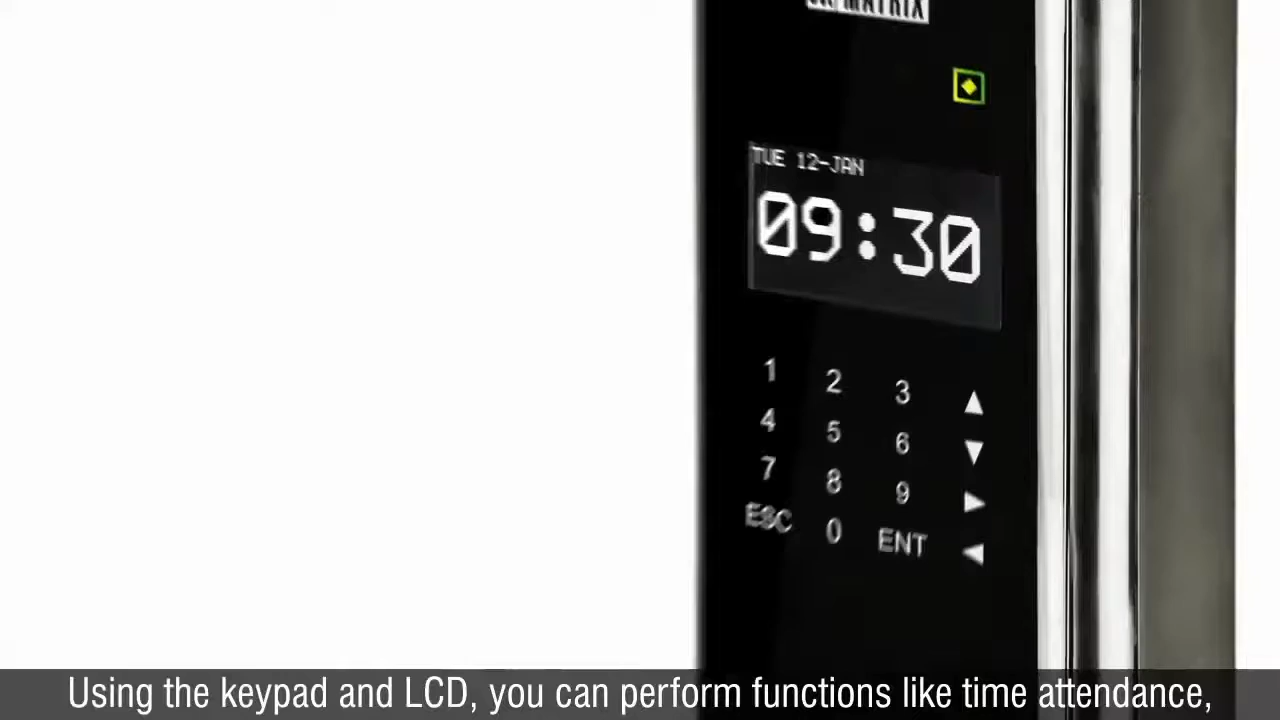 MATRIX
TUE 12-JAN
09:30
1 2 3 ▲
4 5 6 ▼
7 8 9 ►
ESC 0 ENT ◄
Using the keypad and LCD, you can perform functions like time attendance,